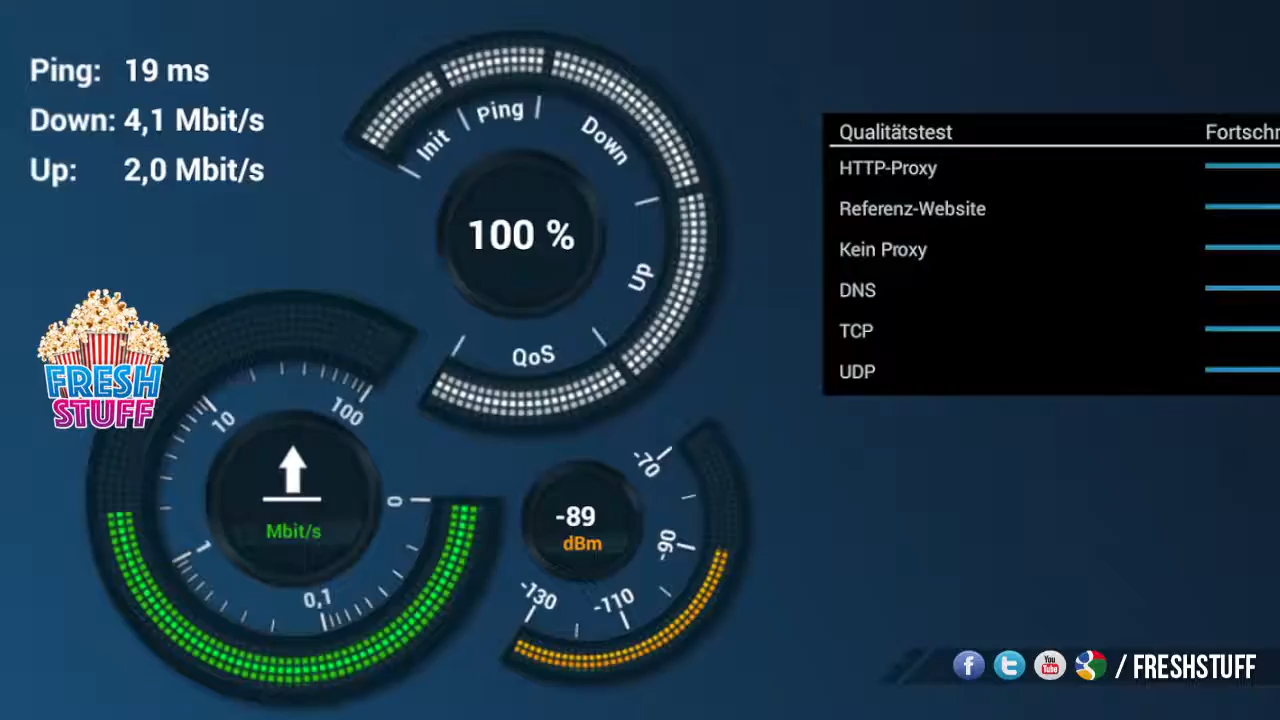 Ping: 19 ms
Down: 4,1 Mbit/s
Up: 2,0 Mbit/s
Init
Ping
Down
Up
QoS
100 %
Qualitätstest
HTTP-Proxy
Referenz-Website
Kein Proxy
DNS
TCP
UDP
FRESH
STUFF
0
0,1
1
10
100
Mbit/s
-70
-90
-110
-130
-89
dBm
f
t
You
Tube
g
/ FRESHSTUFF